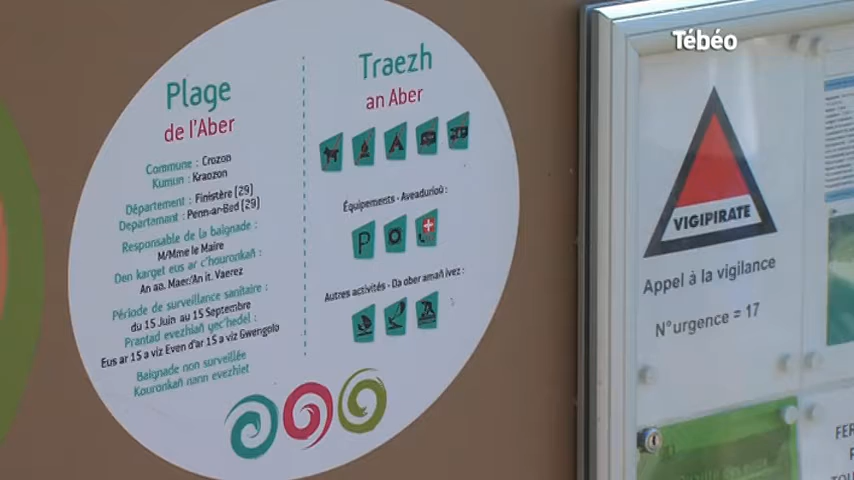 Plage
de l'Aber
Commune : Crozon
Kumun : Kraozon
Département : Finistère (29)
Departamant : Penn-ar-Bed (29)
Responsable de la baignade :
M/Mme le Maire
Den karget eus ar c'houronkañ :
An ao. Maer/An it. Vaerez
Période de surveillance sanitaire :
du 15 Juin au 15 Septembre
Prantad evezhiañ yec'hedel :
Eus ar 15 a viz Even d'ar 15 a viz Gwengolo
Baignade non surveillée
Kouronkañ nann evezhiet
Traezh
an Aber
Équipements - Aveadurioù :
P
Autres activités - Da ober amañ ivez :
Tébéo
VIGIPIRATE
Appel à la vigilance
N°urgence = 17
FER